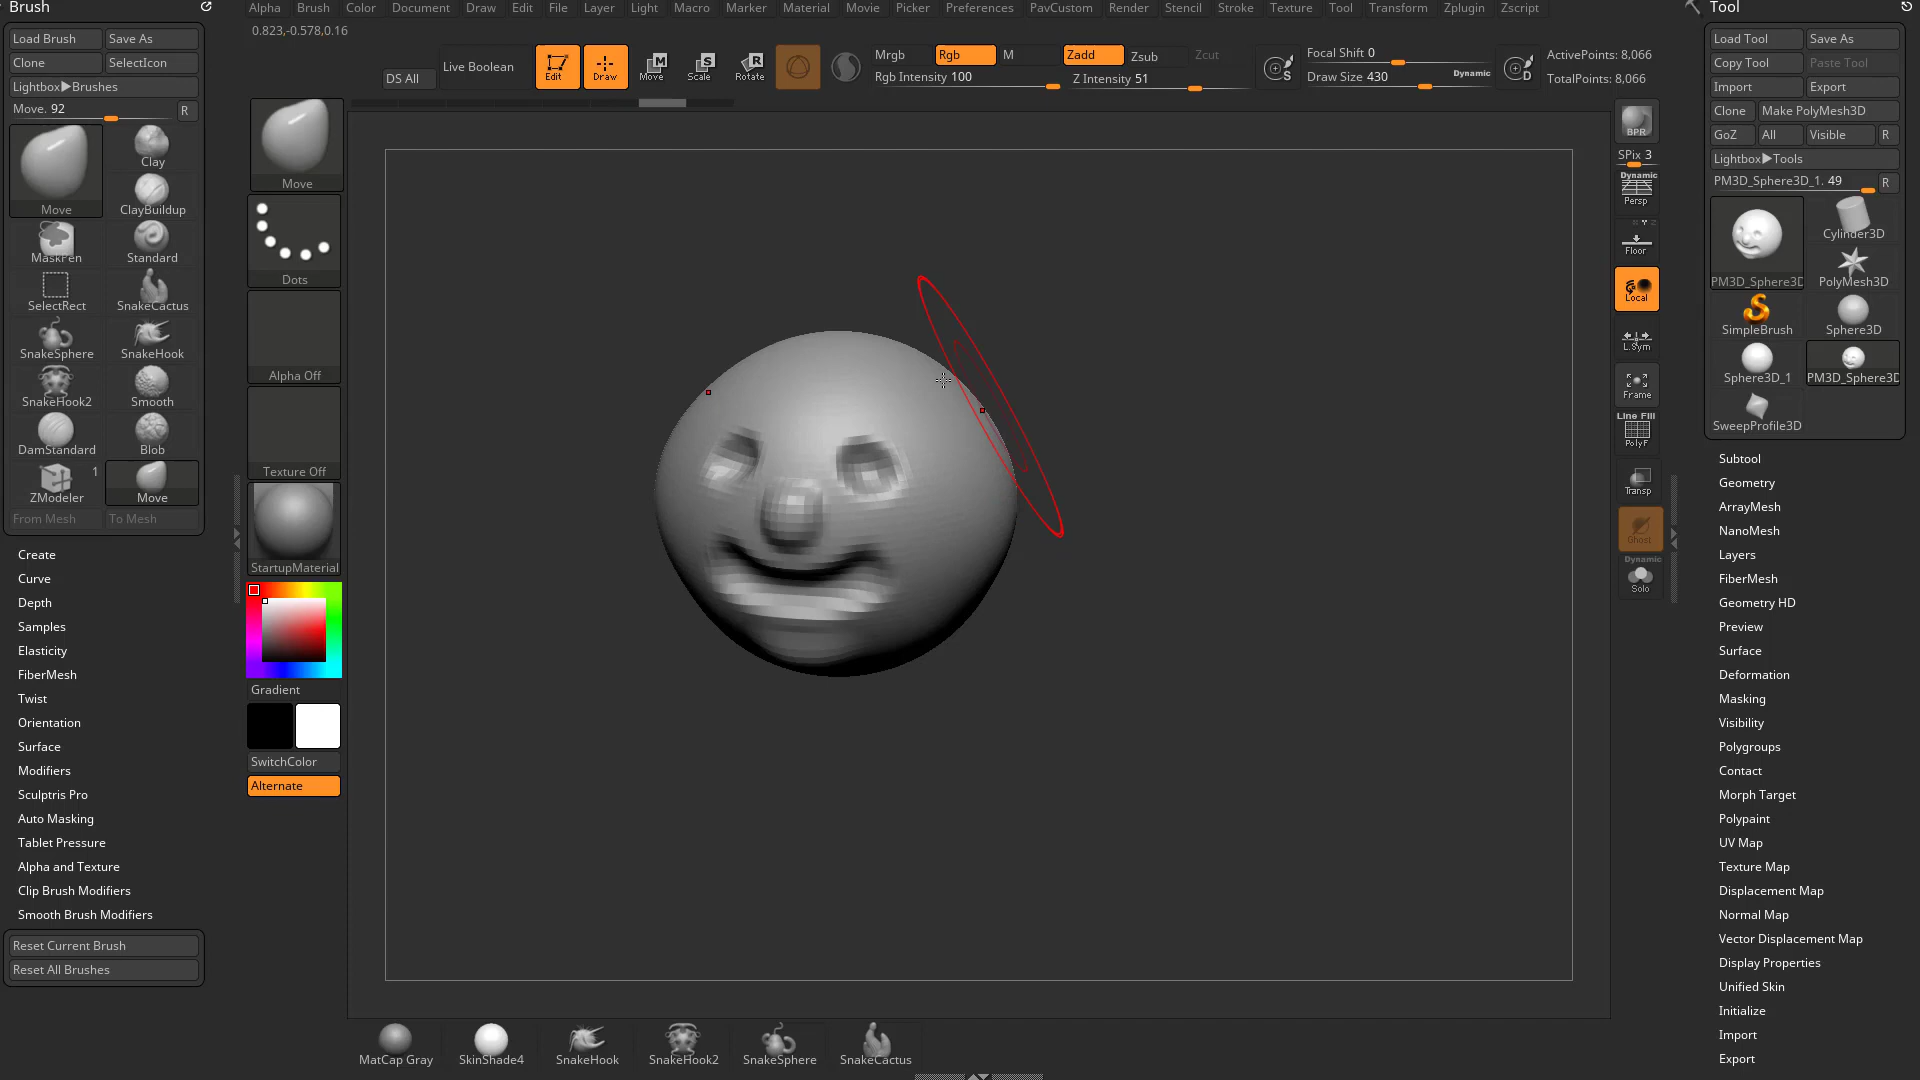 Brush
Alpha Brush Color Document Draw Edit File Layer Light Macro Marker Material Movie Picker Preferences PavCustom Render Stencil Stroke Texture Tool Transform Zplugin Zscript
Tool
0.823,-0.578,0.16
Load Brush Save As
Clone SelectIcon
Lightbox▶Brushes
Move. 92 R
Move
Clay
ClayBuildup
MaskPen Standard
SelectRect SnakeCactus
SnakeSphere SnakeHook
SnakeHook2 Smooth
DamStandard Blob
1
ZModeler Move
From Mesh To Mesh
Create
Curve
Depth
Samples
Elasticity
FiberMesh
Twist
Orientation
Surface
Modifiers
Sculptris Pro
Auto Masking
Tablet Pressure
Alpha and Texture
Clip Brush Modifiers
Smooth Brush Modifiers
Reset Current Brush
Reset All Brushes
DS All
Live Boolean
Edit
Draw
Move
Scale
Rotate
Mrgb Rgb M
Rgb Intensity 100
Zadd Zsub Zcut
Z Intensity 51
S
Focal Shift 0
Draw Size 430 Dynamic
D
ActivePoints: 8,066
TotalPoints: 8,066
Move
Dots
Alpha Off
Texture Off
StartupMaterial
Gradient
SwitchColor
Alternate
BPR
SPix 3
Dynamic
Persp
Floor
Local
L.Sym
Frame
Line Fill
PolyF
Transp
Ghost
Dynamic
Solo
Load Tool Save As
Copy Tool Paste Tool
Import Export
Clone Make PolyMesh3D
GoZ All Visible R
Lightbox▶Tools
PM3D_Sphere3D_1. 49 R
PM3D_Sphere3D
Cylinder3D
PolyMesh3D
SimpleBrush Sphere3D
Sphere3D_1 PM3D_Sphere3D
SweepProfile3D
Subtool
Geometry
ArrayMesh
NanoMesh
Layers
FiberMesh
Geometry HD
Preview
Surface
Deformation
Masking
Visibility
Polygroups
Contact
Morph Target
Polypaint
UV Map
Texture Map
Displacement Map
Normal Map
Vector Displacement Map
Display Properties
Unified Skin
Initialize
Import
Export
MatCap Gray SkinShade4 SnakeHook SnakeHook2 SnakeSphere SnakeCactus